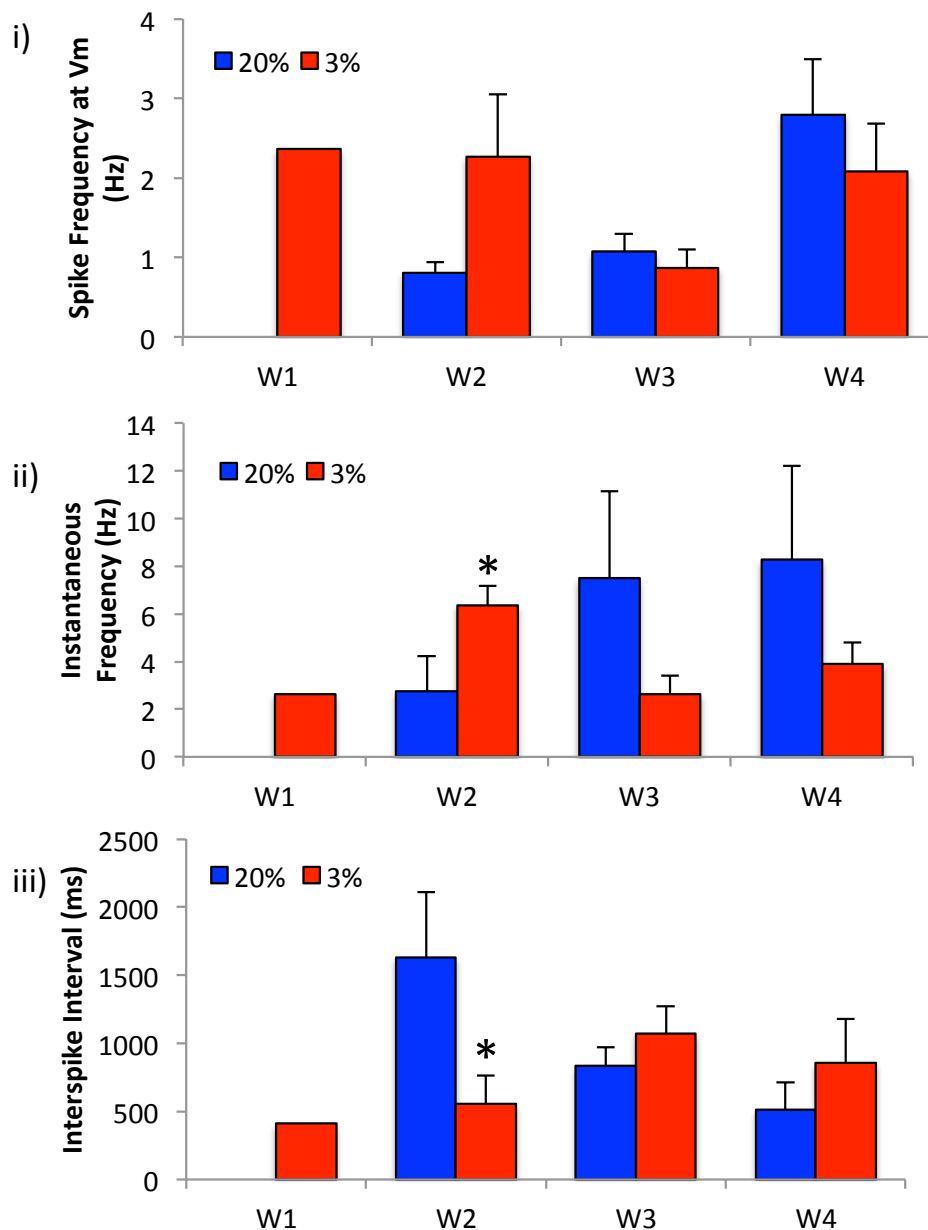 i)
Spike Frequency at Vm
(Hz)
4
3
2
1
0
20% 3%
W1 W2 W3 W4
ii)
Instantaneous
Frequency (Hz)
14
12
10
8
6
4
2
0
20% 3%
*
W1 W2 W3 W4
iii)
Interspike Interval (ms)
2500
2000
1500
1000
500
0
20% 3%
*
W1 W2 W3 W4